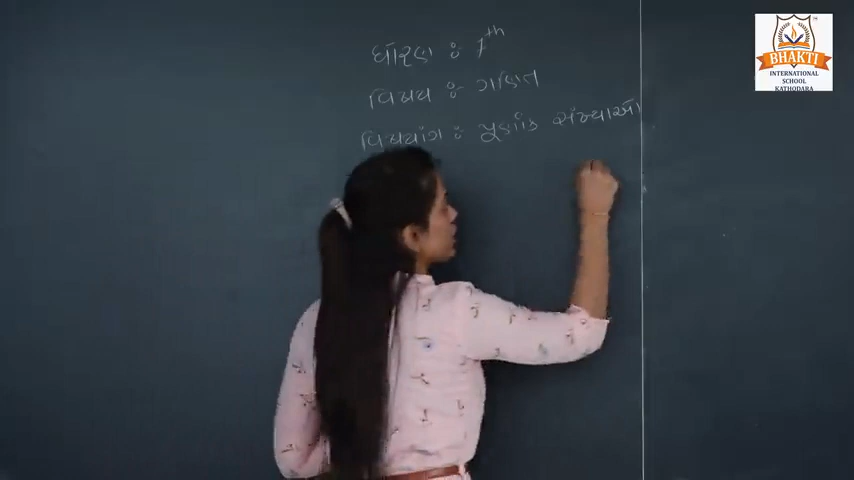 ધોરણ : 7th
વિષય : ગણિત
વિષયાંગ : પૂર્ણાંક સંખ્યાઓ
BHAKTI
INTERNATIONAL
SCHOOL
KATHODARA